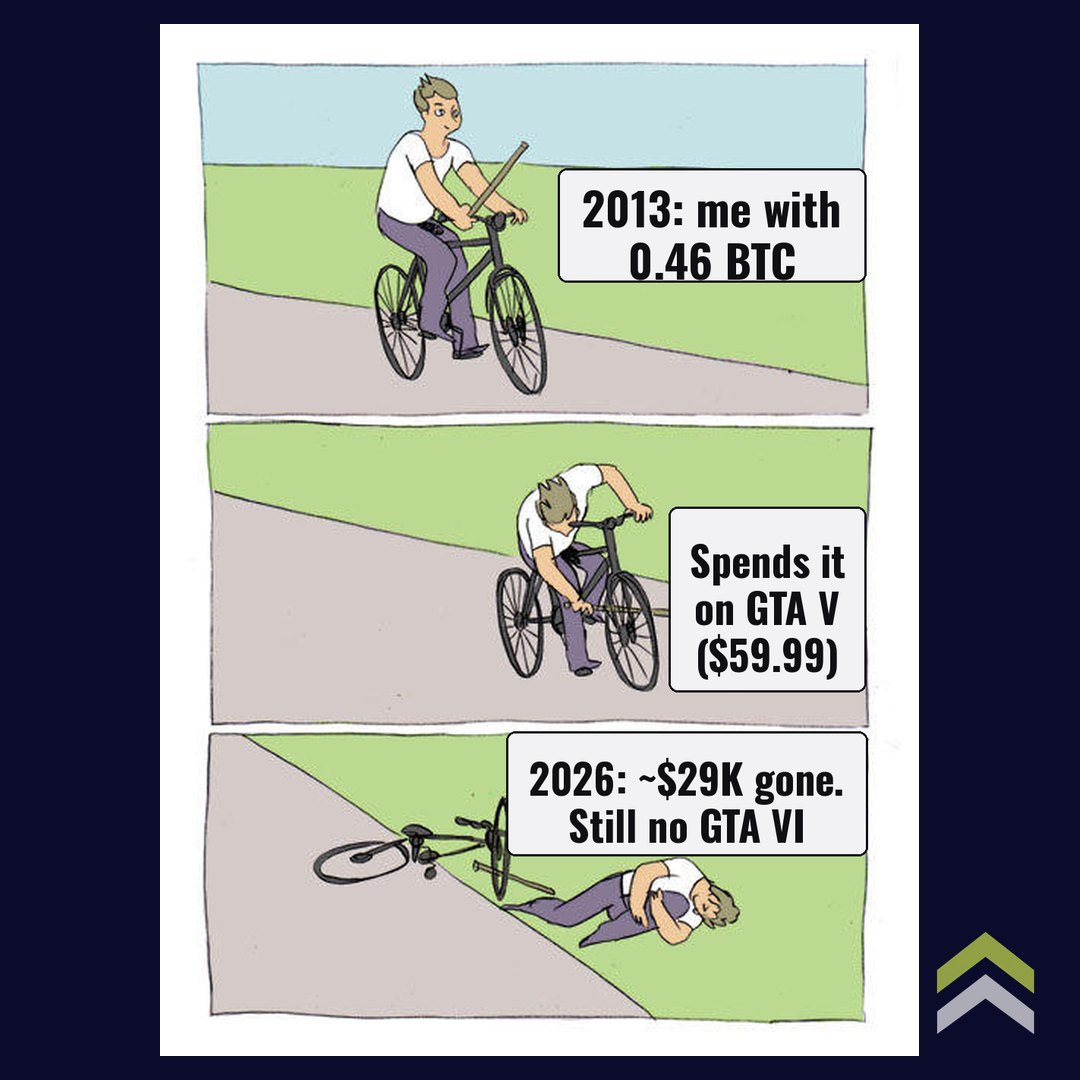 2013: me with
0.46 BTC
Spends it
on GTA V
($59.99)
2026: ~$29K gone.
Still no GTA VI